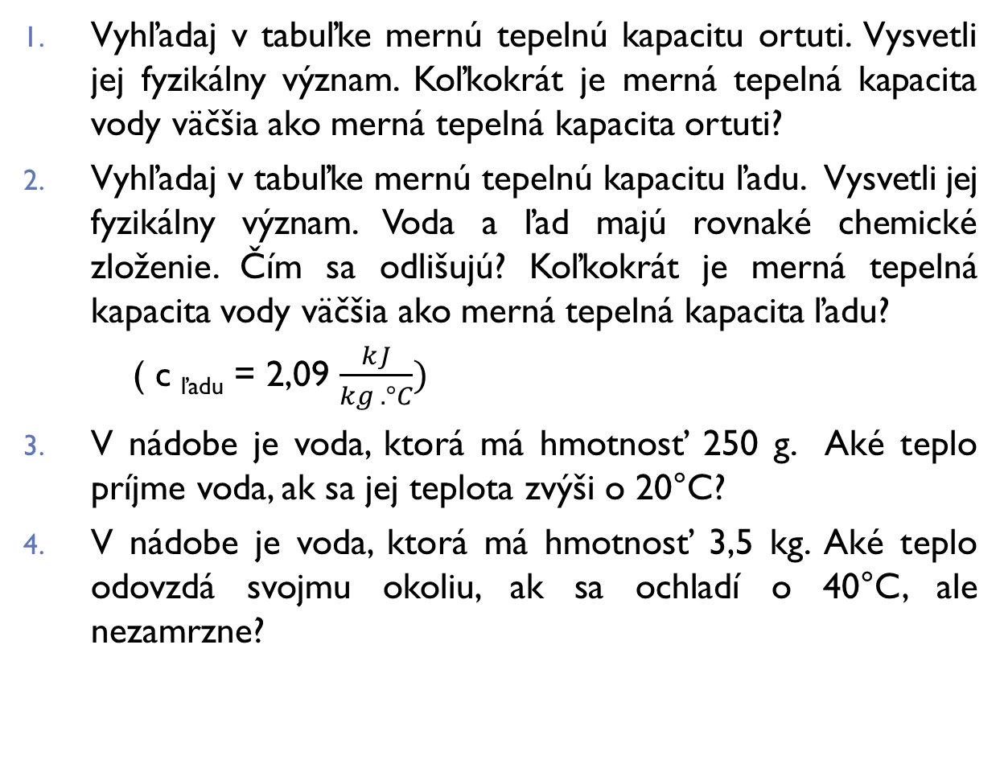 1. Vyhľadaj v tabuľke mernú tepelnú kapacitu ortuti. Vysvetli
jej fyzikálny význam. Koľkokrát je merná tepelná kapacita
vody väčšia ako merná tepelná kapacita ortuti?
2. Vyhľadaj v tabuľke mernú tepelnú kapacitu ľadu. Vysvetli jej
fyzikálny význam. Voda a ľad majú rovnaké chemické
zloženie. Čím sa odlišujú? Koľkokrát je merná tepelná
kapacita vody väčšia ako merná tepelná kapacita ľadu?
( c ľadu = 2,09 kJ/kg .°C)
3. V nádobe je voda, ktorá má hmotnosť 250 g. Aké teplo
príjme voda, ak sa jej teplota zvýši o 20°C?
4. V nádobe je voda, ktorá má hmotnosť 3,5 kg. Aké teplo
odovzdá svojmu okoliu, ak sa ochladí o 40°C, ale
nezamrzne?